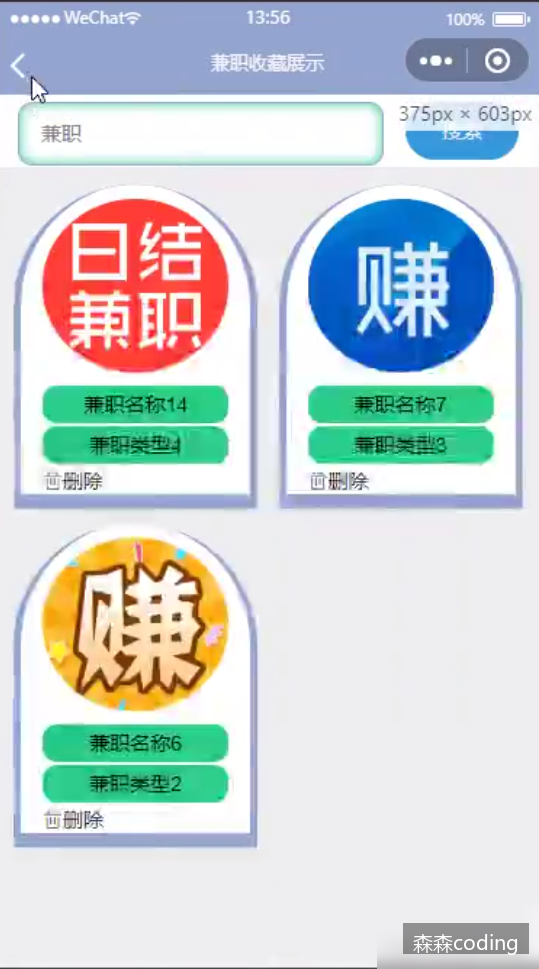 WeChat
13:56
100%
兼职收藏展示
兼职
375px × 603px
搜索
日结
兼职
赚
兼职名称14
兼职名称7
兼职类型4
兼职类型3
删除
删除
赚
兼职名称6
兼职类型2
删除
森森coding